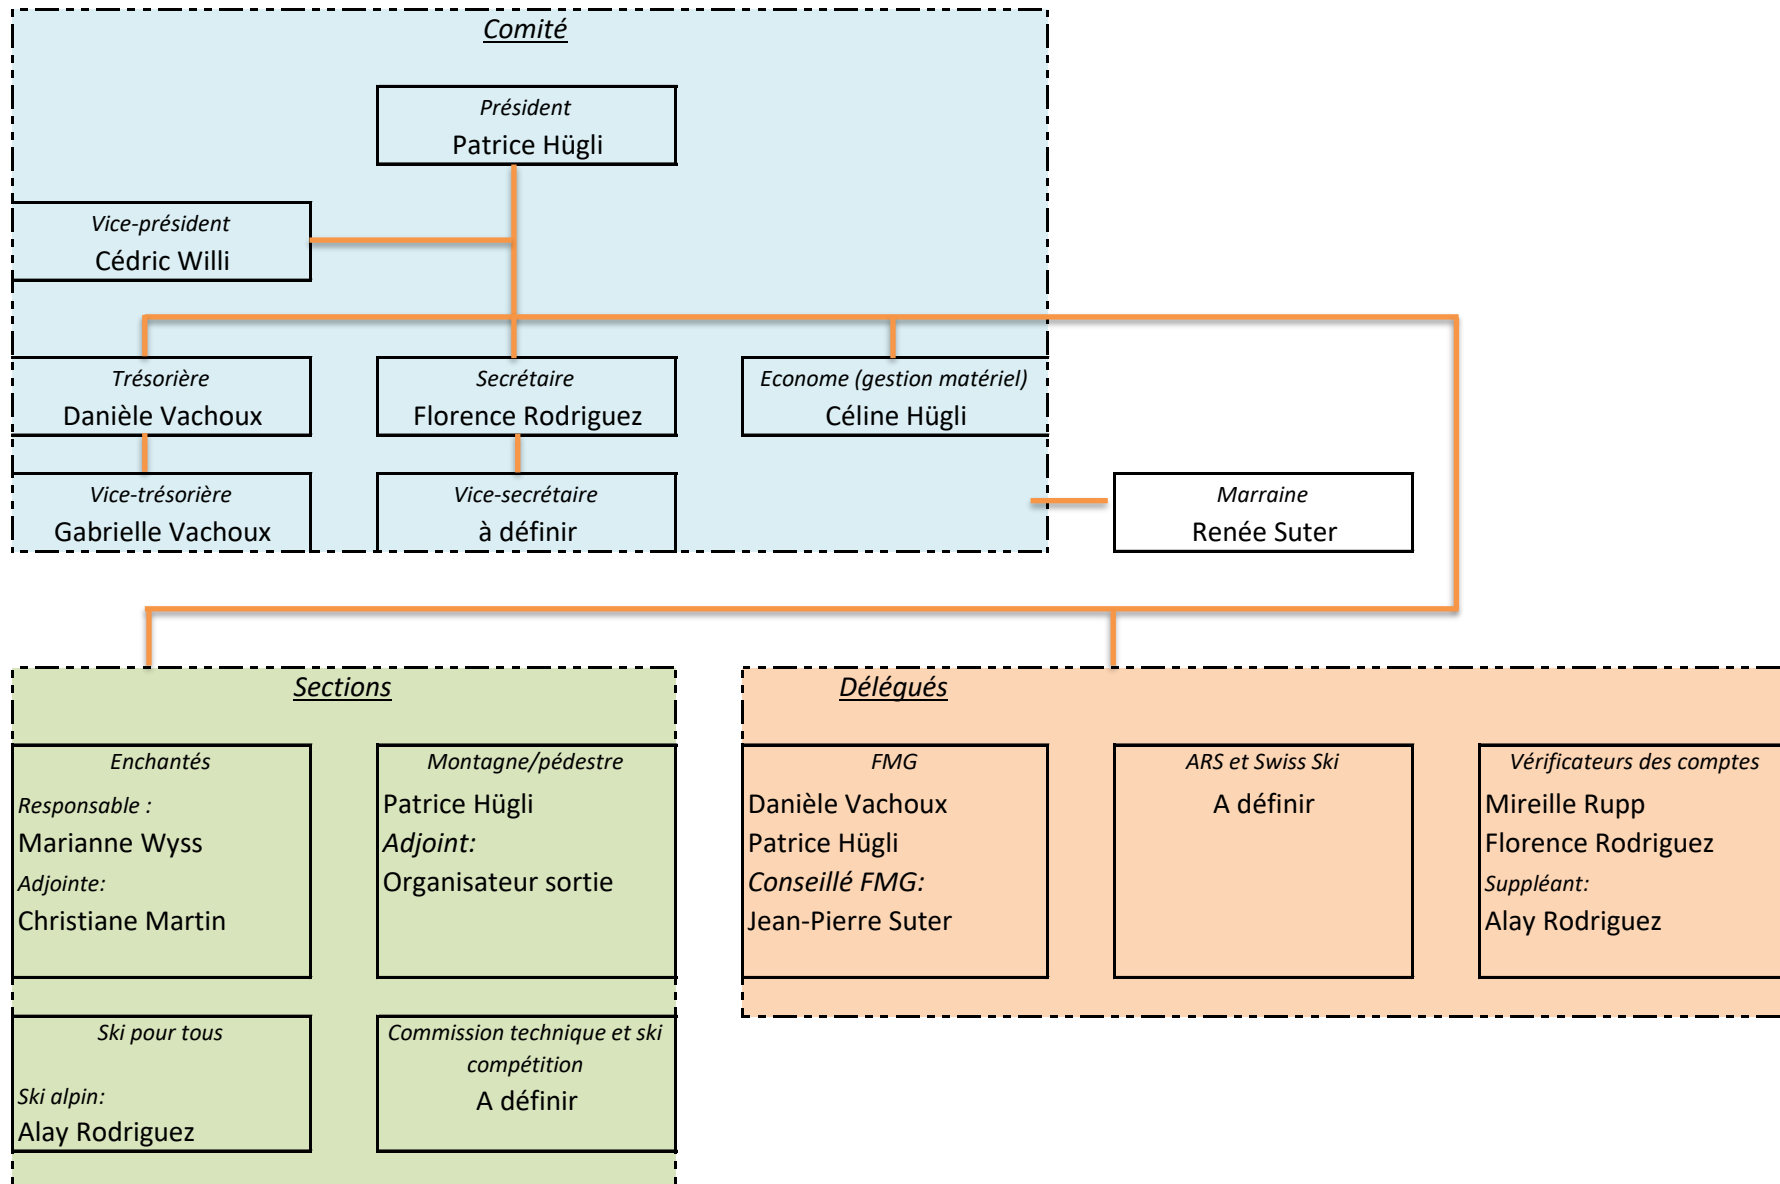 Comité
Président
Patrice Hügli
Vice-président
Cédric Willi
Trésorière
Danièle Vachoux
Secrétaire
Florence Rodriguez
Econome (gestion matériel)
Céline Hügli
Vice-trésorière
Gabrielle Vachoux
Vice-secrétaire
à définir
Marraine
Renée Suter
Sections
Enchantés
Responsable :
Marianne Wyss
Adjointe:
Christiane Martin
Montagne/pédestre
Patrice Hügli
Adjoint:
Organisateur sortie
Ski pour tous
Ski alpin:
Alay Rodriguez
Commission technique et ski
compétition
A définir
Délégués
FMG
Danièle Vachoux
Patrice Hügli
Conseillé FMG:
Jean-Pierre Suter
ARS et Swiss Ski
A définir
Vérificateurs des comptes
Mireille Rupp
Florence Rodriguez
Suppléant:
Alay Rodriguez